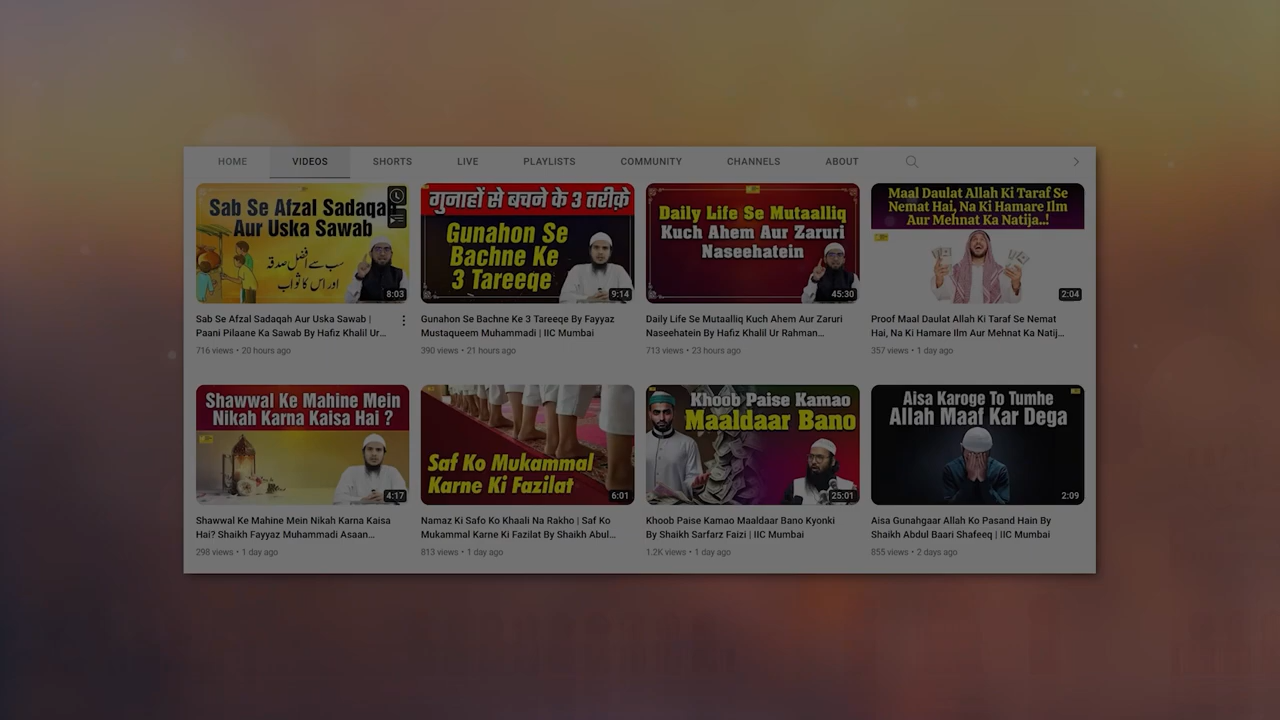 HOME
VIDEOS
SHORTS
LIVE
PLAYLISTS
COMMUNITY
CHANNELS
ABOUT
Sab Se Afzal Sadaqa
Aur Uska Sawab
سب سے افضل صدقہ
اور اس کا ثواب
8:03
Sab Se Afzal Sadaqah Aur Uska Sawab |
Paani Pilaane Ka Sawab By Hafiz Khalil Ur...
716 views • 20 hours ago
गुनाहों से बचने के 3 तरीक़े
Gunahon Se
Bachne Ke
3 Tareeqe
9:14
Gunahon Se Bachne Ke 3 Tareeqe By Fayyaz
Mustaqueem Muhammadi | IIC Mumbai
390 views • 21 hours ago
Daily Life Se Mutaalliq
Kuch Ahem Aur Zaruri
Naseehatein
45:30
Daily Life Se Mutaalliq Kuch Ahem Aur Zaruri
Naseehatein By Hafiz Khalil Ur Rahman...
713 views • 23 hours ago
Maal Daulat Allah Ki Taraf Se
Nemat Hai, Na Ki Hamare Ilm
Aur Mehnat Ka Natija..!
2:04
Proof Maal Daulat Allah Ki Taraf Se Nemat
Hai, Na Ki Hamare Ilm Aur Mehnat Ka Natij...
357 views • 1 day ago
Shawwal Ke Mahine Mein
Nikah Karna Kaisa Hai ?
4:17
Shawwal Ke Mahine Mein Nikah Karna Kaisa
Hai? Shaikh Fayyaz Muhammadi Asaan...
298 views • 1 day ago
Saf Ko Mukammal
Karne Ki Fazilat
6:01
Namaz Ki Safo Ko Khaali Na Rakho | Saf Ko
Mukammal Karne Ki Fazilat By Shaikh Abul...
813 views • 1 day ago
Khoob Paise Kamao
Maaldaar Bano
25:01
Khoob Paise Kamao Maaldaar Bano Kyonki
By Shaikh Sarfarz Faizi | IIC Mumbai
1.2K views • 1 day ago
Aisa Karoge To Tumhe
Allah Maaf Kar Dega
2:09
Aisa Gunahgaar Allah Ko Pasand Hain By
Shaikh Abdul Baari Shafeeq | IIC Mumbai
855 views • 2 days ago